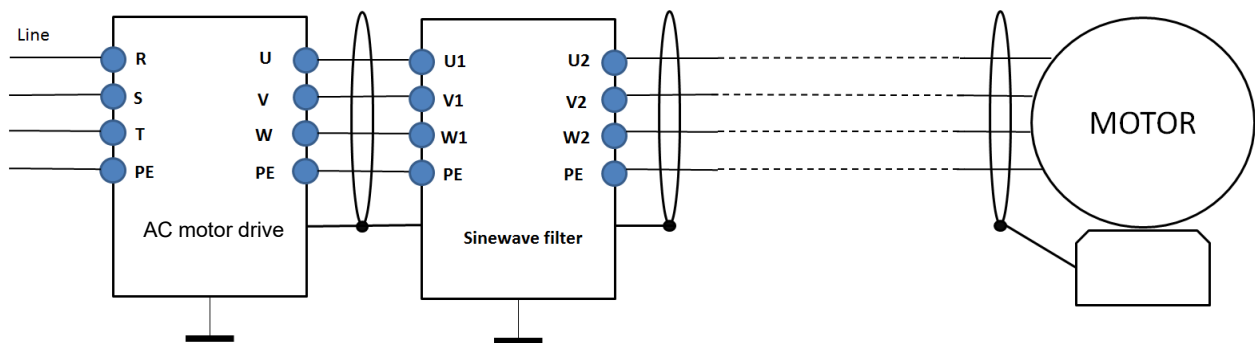 Line
R
U
S
V
T
W
PE
PE
AC motor drive
U1
U2
V1
V2
W1
W2
PE
PE
Sinewave filter
MOTOR